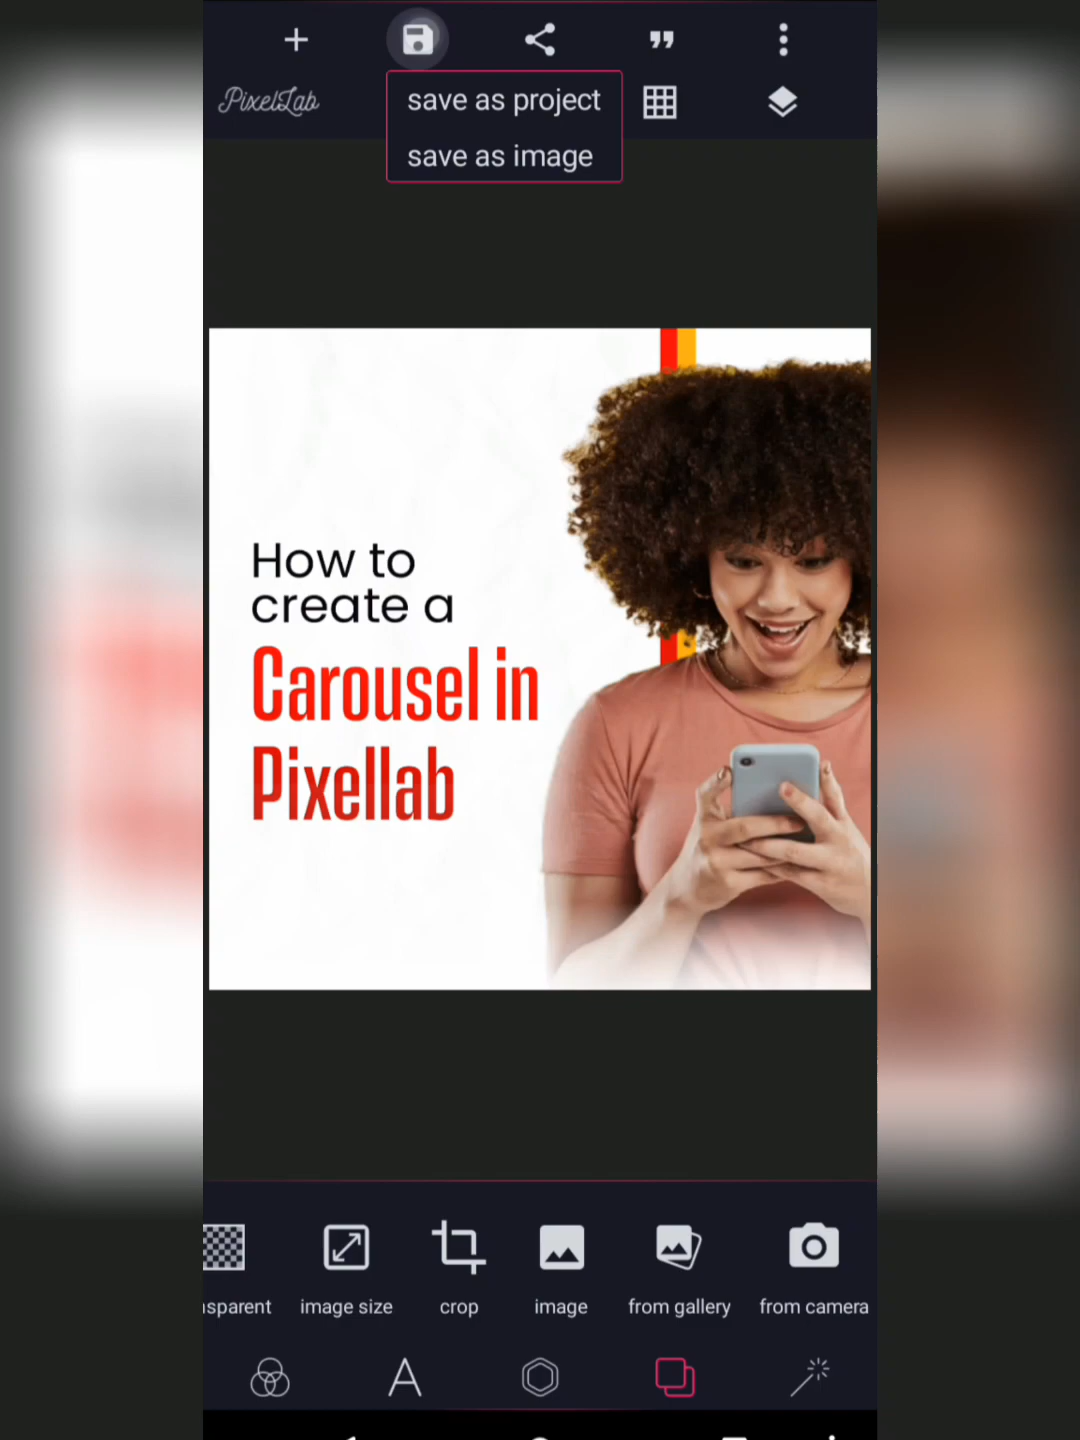 PixelLab
save as project
save as image
How to
create a
Carousel in
Pixellab
nsparent
image size
crop
image
from gallery
from camera